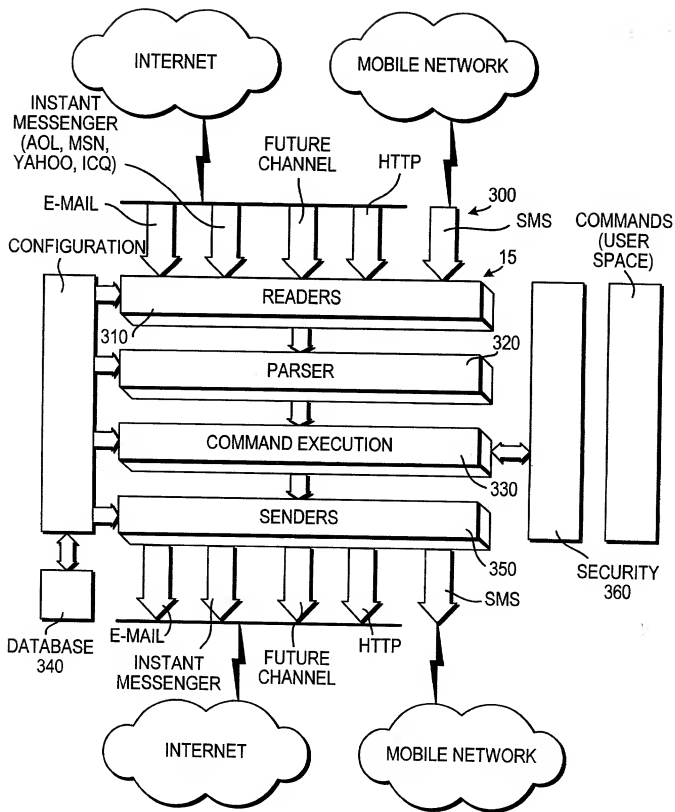 INTERNET
MOBILE NETWORK
INSTANT
MESSENGER
(AOL, MSN,
YAHOO, ICQ)
FUTURE
CHANNEL
HTTP
E-MAIL
300
SMS
COMMANDS
(USER
SPACE)
CONFIGURATION
15
READERS
310
320
PARSER
COMMAND EXECUTION
330
SENDERS
350
SECURITY
360
SMS
DATABASE
340
E-MAIL
INSTANT
MESSENGER
FUTURE
CHANNEL
HTTP
INTERNET
MOBILE NETWORK